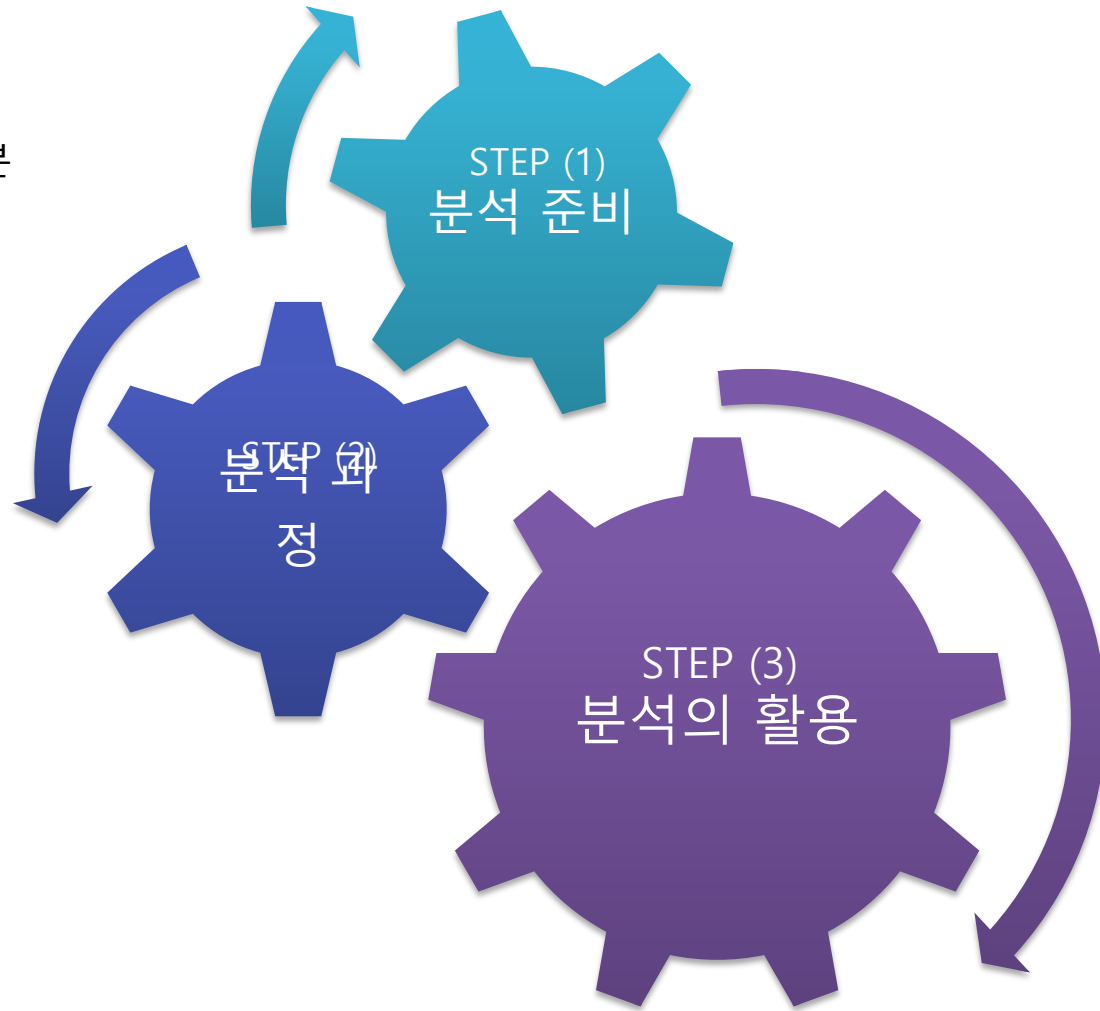 STEP (1)
분석 준비
STEP (2)
분석 과
정
STEP (3)
분석의 활용